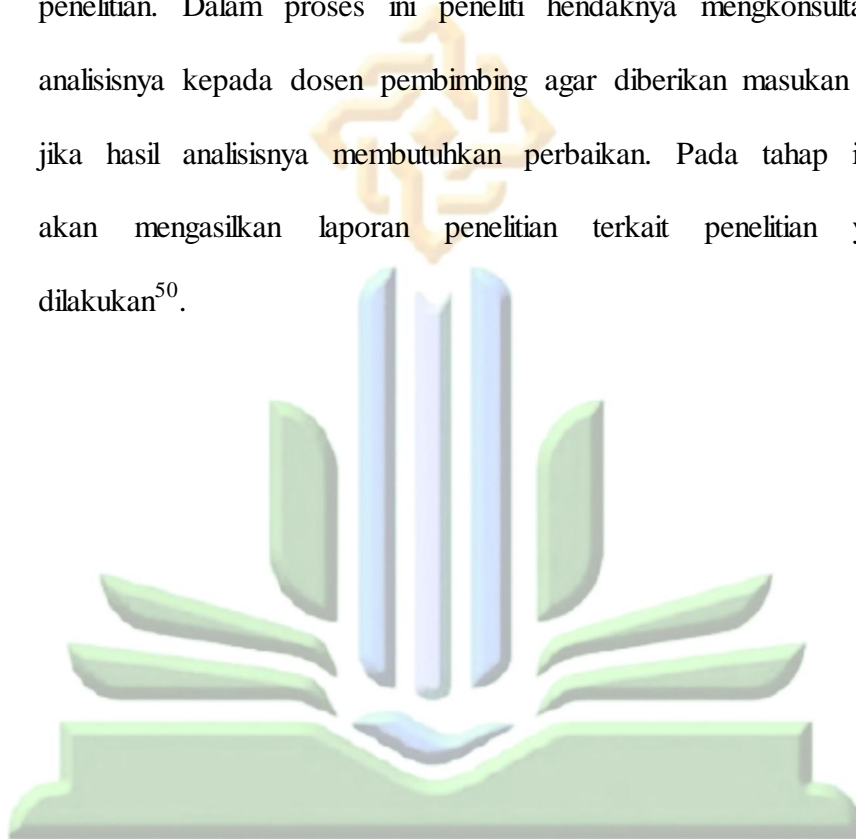 penelitian. Dalam proses ini peneliti hendaknya mengkonsulta
analisisnya kepada dosen pembimbing agar diberikan masukan
jika hasil analisisnya membutuhkan perbaikan. Pada tahap i
akan mengasilkan laporan penelitian terkait penelitian y
dilakukan⁵⁰.